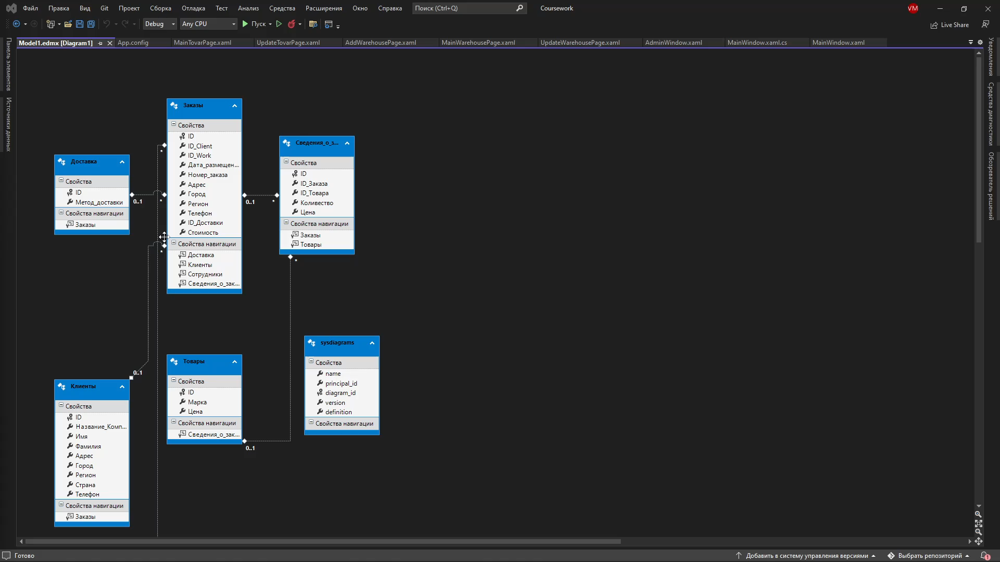 Файл Правка Вид Git Проект Сборка Отладка Тест Анализ Средства Расширения Окно Справка Поиск (Ctrl+Q) Coursework VM
Debug Any CPU Пуск Live Share
Model1.edmx [Diagram1] App.config MainTovarPage.xaml UpdateTovarPage.xaml AddWarehousePage.xaml MainWarehousePage.xaml UpdateWarehousePage.xaml AdminWindow.xaml MainWindow.xaml.cs MainWindow.xaml
Панель элементов
Источники данных
Заказы
Свойства
ID
ID_Client
ID_Work
Дата_размещен...
Номер_заказа
Адрес
Город
Регион
Телефон
ID_Доставки
Стоимость
Свойства навигации
Доставка
Клиенты
Сотрудники
Сведения_о_зак...
Сведения_о_з...
Свойства
ID
ID_Заказа
ID_Товара
Коливество
Цена
Свойства навигации
Заказы
Товары
Доставка
Свойства
ID
Метод_доставки
Свойства навигации
Заказы
0..1
*
*
0..1
*
*
*
0..1
0..1
Товары
Свойства
ID
Марка
Цена
Свойства навигации
Сведения_о_зак...
sysdiagrams
Свойства
name
principal_id
diagram_id
version
definition
Свойства навигации
Клиенты
Свойства
ID
Название_Комп...
Имя
Фамилия
Адрес
Город
Регион
Страна
Телефон
Свойства навигации
Заказы
Уведомления
Средства диагностики
Обозреватель решений
Готово Добавить в систему управления версиями Выбрать репозиторий 1